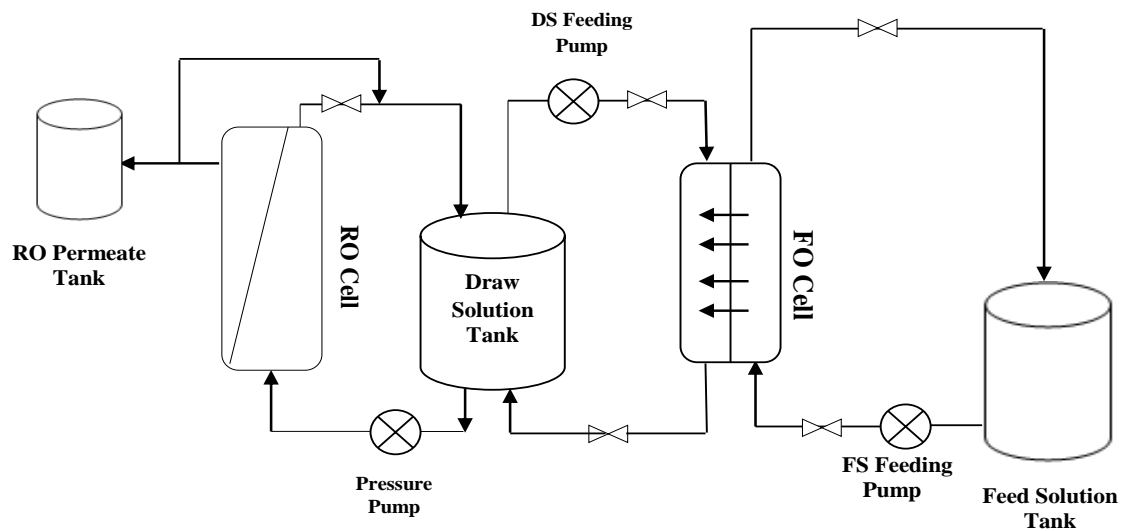 DS Feeding
Pump
RO Permeate
Tank
RO Cell
Draw
Solution
Tank
FO Cell
Pressure
Pump
FS Feeding
Pump
Feed Solution
Tank